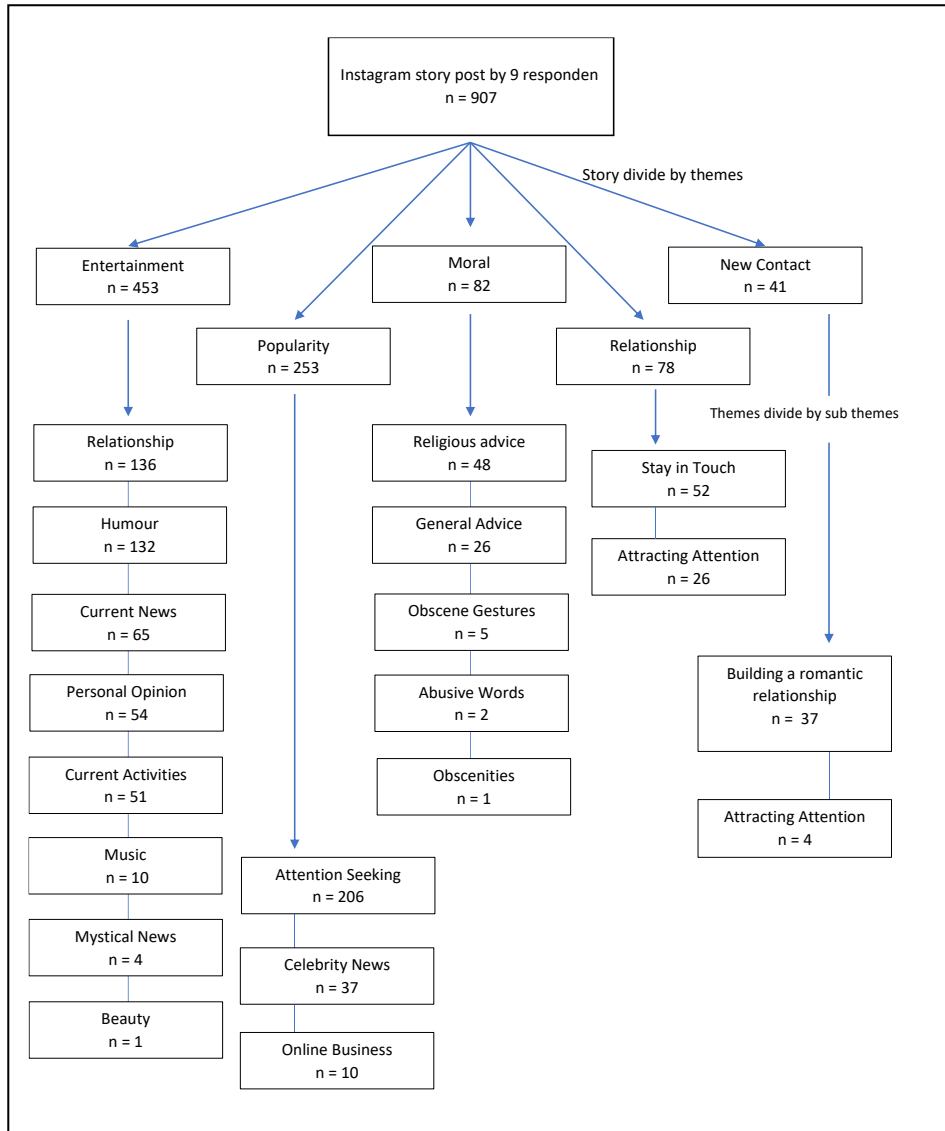 Instagram story post by 9 responden
n = 907
Story divide by themes
Entertainment
n = 453
Moral
n = 82
New Contact
n = 41
Popularity
n = 253
Relationship
n = 78
Themes divide by sub themes
Relationship
n = 136
Humour
n = 132
Current News
n = 65
Personal Opinion
n = 54
Current Activities
n = 51
Music
n = 10
Mystical News
n = 4
Beauty
n = 1
Attention Seeking
n = 206
Celebrity News
n = 37
Online Business
n = 10
Religious advice
n = 48
General Advice
n = 26
Obscene Gestures
n = 5
Abusive Words
n = 2
Obscenities
n = 1
Stay in Touch
n = 52
Attracting Attention
n = 26
Building a romantic
relationship
n = 37
Attracting Attention
n = 4